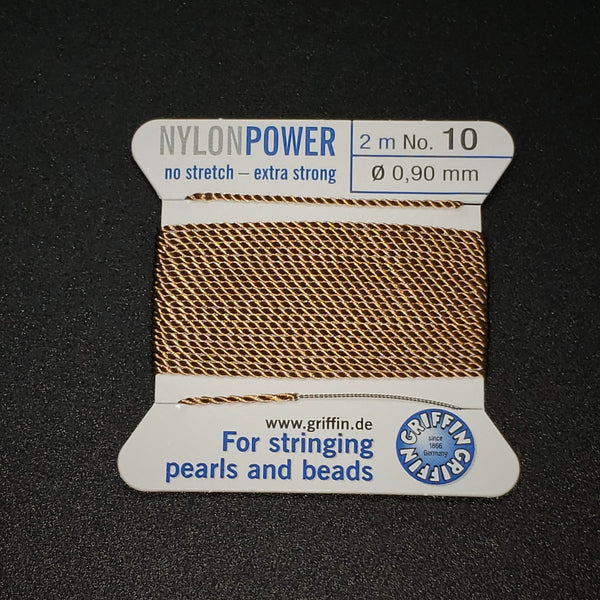 NYLONPOWER
no stretch – extra strong
2 m No. 10
Ø 0,90 mm
www.griffin.de
For stringing
pearls and beads
GRIFFIN
since
1866
Germany
GRIFFIN